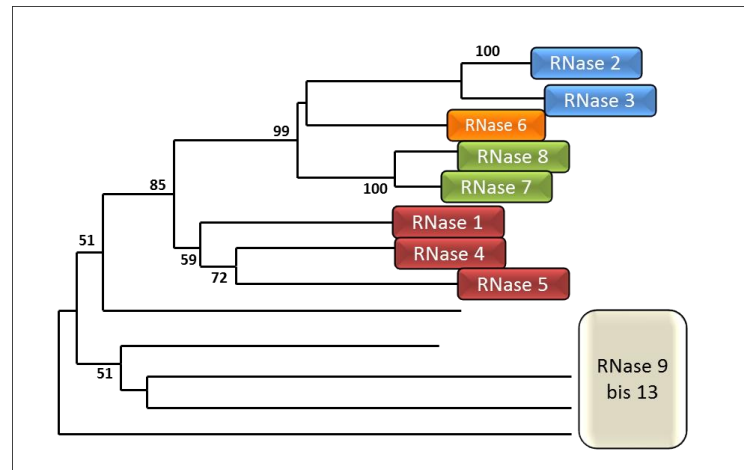 100
RNase 2
RNase 3
RNase 6
99
RNase 8
100
RNase 7
85
RNase 1
59
RNase 4
72
RNase 5
51
51
RNase 9
bis 13